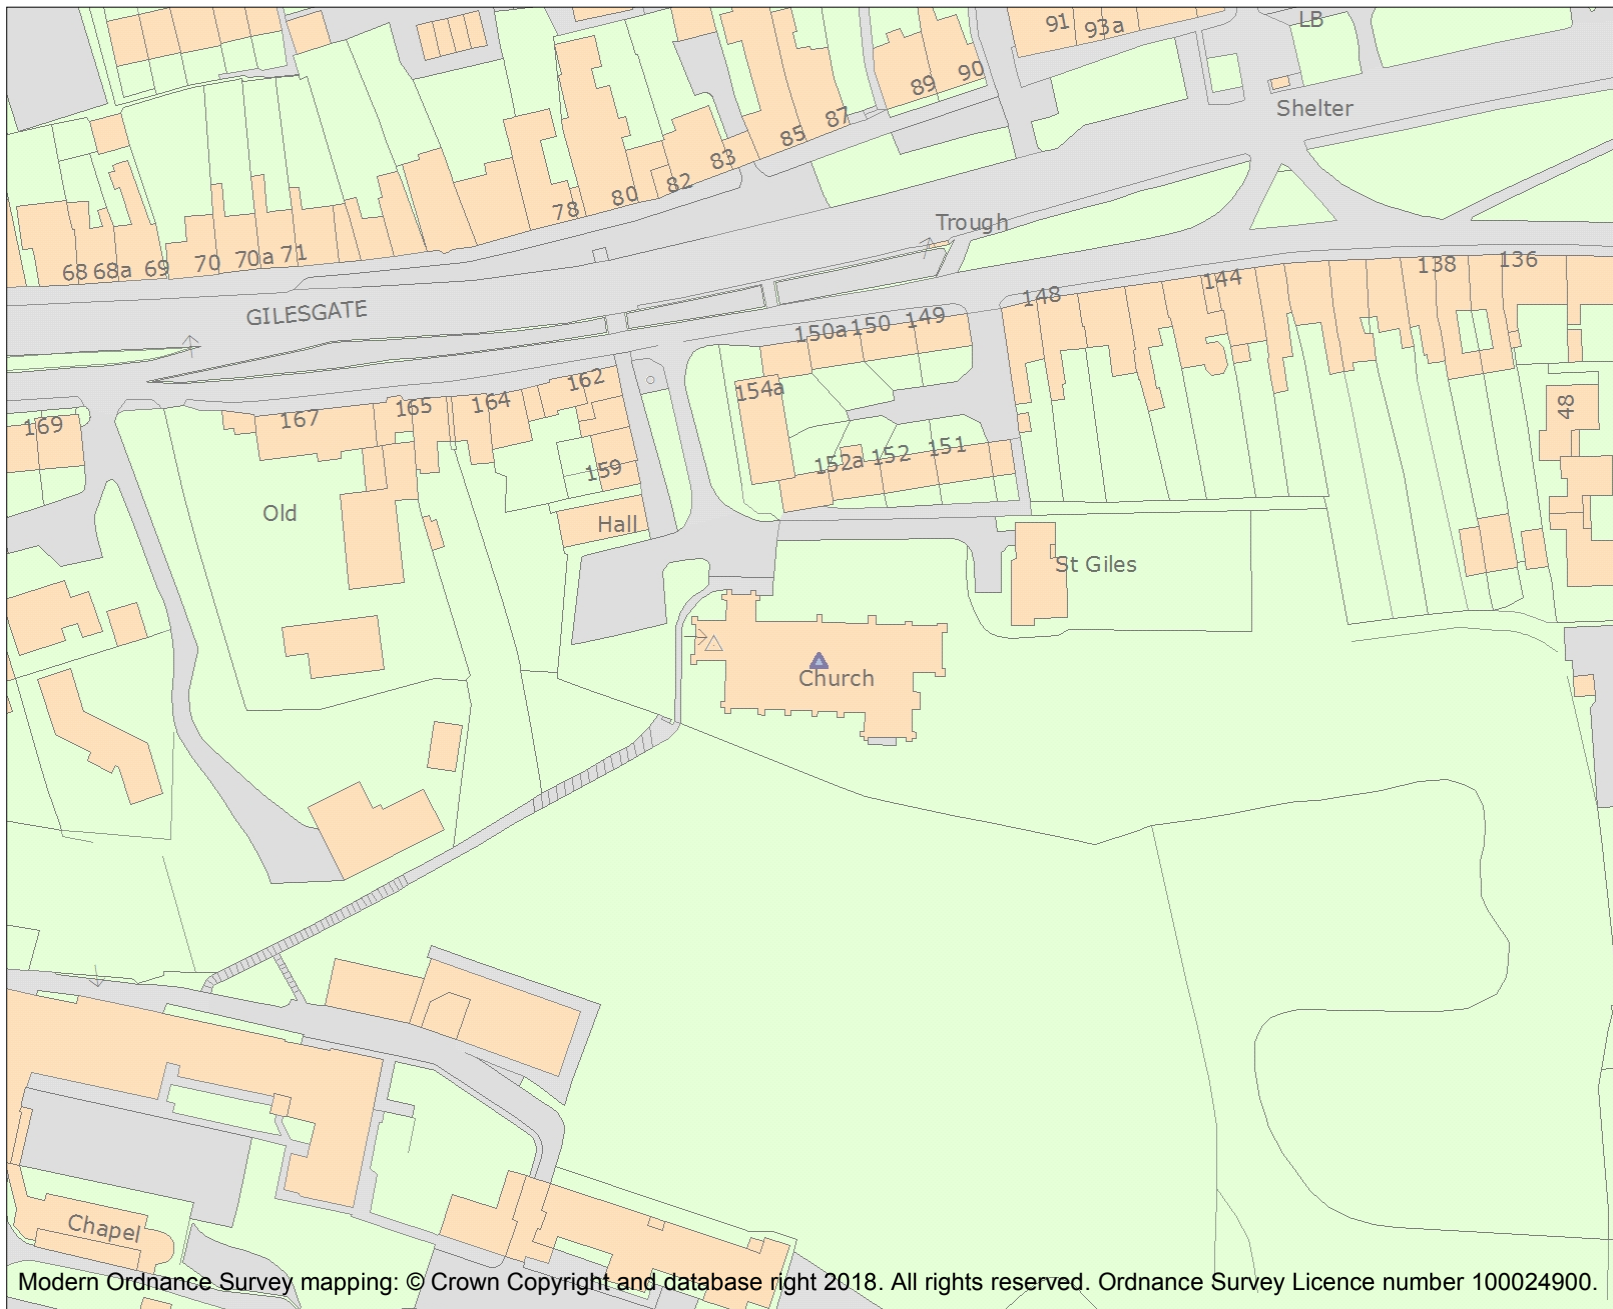 LB
91
93a
90
89
Shelter
87
85
83
82
80
78
Trough
71
70a
70
69
68a
68
138
136
144
148
GILESGATE
149
150
150a
162
154a
164
165
167
169
48
151
152
152a
159
Old
Hall
St Giles
Church
Chapel
Modern Ordnance Survey mapping: © Crown Copyright and database right 2018. All rights reserved. Ordnance Survey Licence number 100024900.